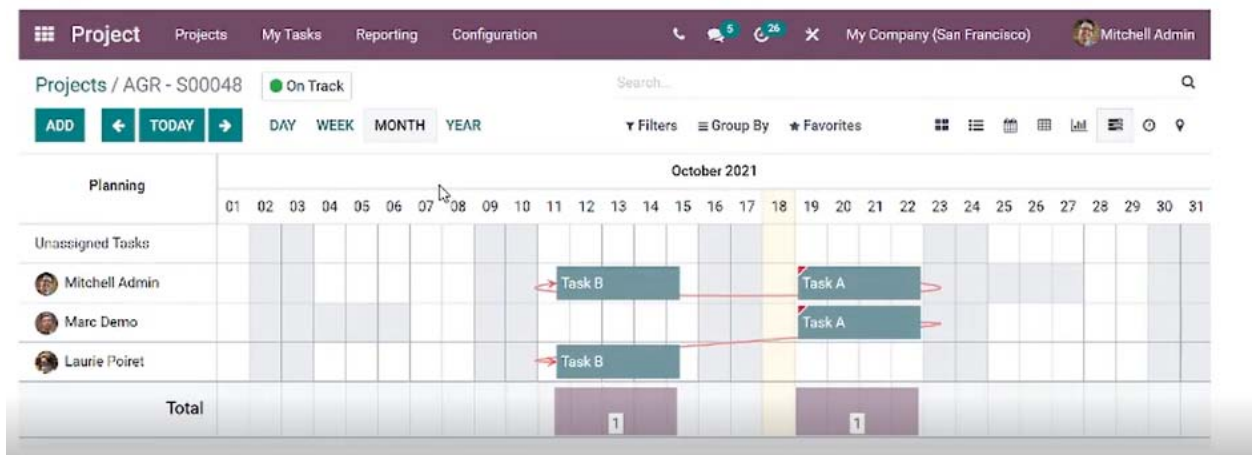 Project Projects My Tasks Reporting Configuration 5 26 My Company (San Francisco) Mitchell Admin
Projects / AGR - S00048 On Track Search...
ADD TODAY DAY WEEK MONTH YEAR Filters Group By Favorites
Planning
October 2021
01 02 03 04 05 06 07 08 09 10 11 12 13 14 15 16 17 18 19 20 21 22 23 24 25 26 27 28 29 30 31
Unassigned Tasks
Mitchell Admin Task B Task A
Marc Demo Task A
Laurie Poiret Task B
Total 1 1